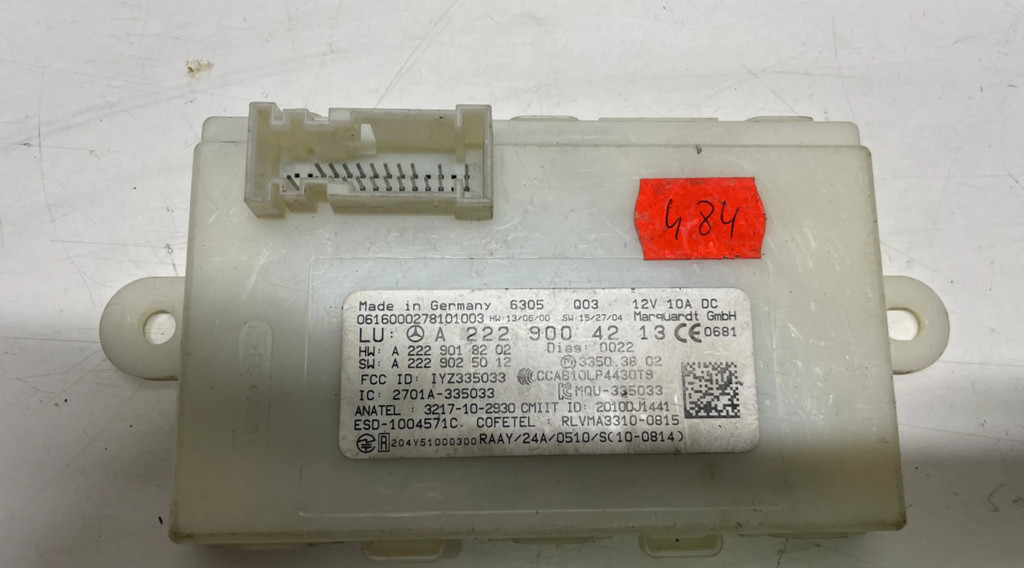 484
Made in Germany 6305 Q03 12V 10A DC
0616000278101003 HW:13/06/00 SW:15/27/04 Marquardt GmbH
LU: A 222 900 42 13 CE 0681
HW: A 222 901 82 02 Dias: 0022
SW: A 222 902 50 12 3350 38 02
FCC ID: IYZ335033 CCAB10LP4430T9
IC: 2701A-335033 MQU-335033
ANATEL : 3217-10-2930 CMIIT ID: 2010DJ1441
ESD-1004571C. COFETEL : RLVMA3310-0815
R 204Y51000300 RAAY/24A/0510/S(10-0814)